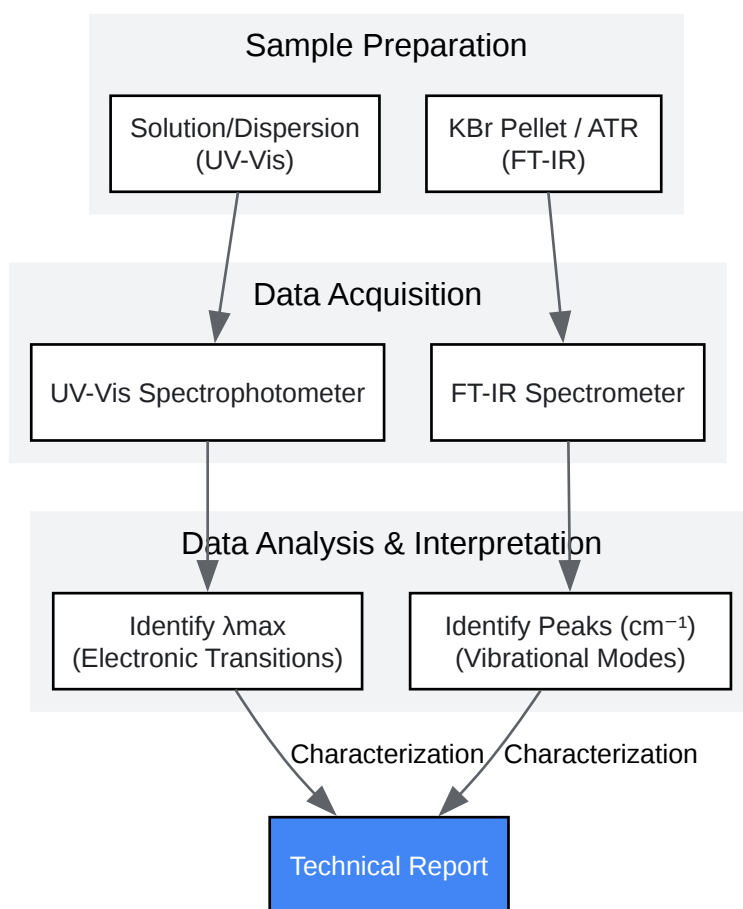 Sample Preparation
Solution/Dispersion
(UV-Vis)
KBr Pellet / ATR
(FT-IR)
Data Acquisition
UV-Vis Spectrophotometer
FT-IR Spectrometer
Data Analysis & Interpretation
Identify λmax
(Electronic Transitions)
Identify Peaks (cm⁻¹)
(Vibrational Modes)
Characterization
Characterization
Technical Report